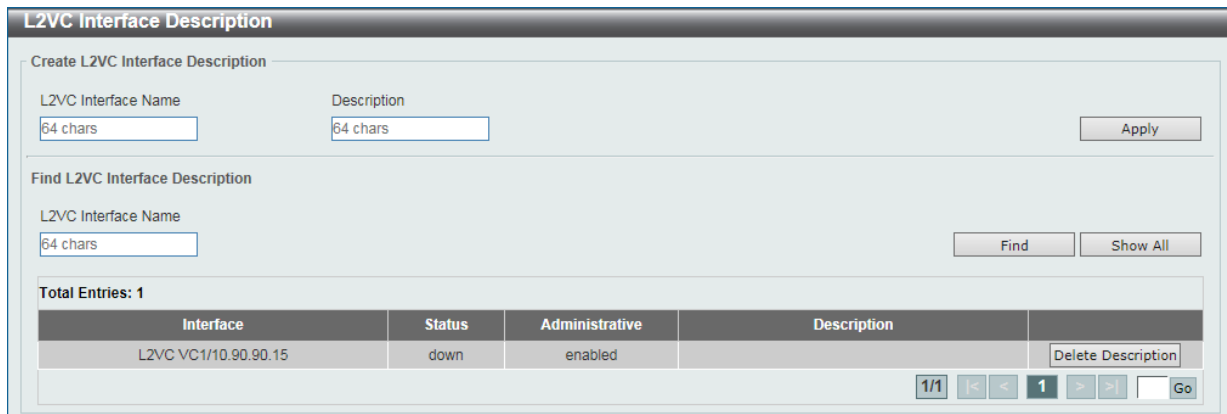 L2VC Interface Description
Create L2VC Interface Description
L2VC Interface Name Description
64 chars 64 chars Apply
Find L2VC Interface Description
L2VC Interface Name
64 chars Find Show All
Total Entries: 1
Interface Status Administrative Description
L2VC VC1/10.90.90.15 down enabled Delete Description
1/1 |< < 1 > >| Go